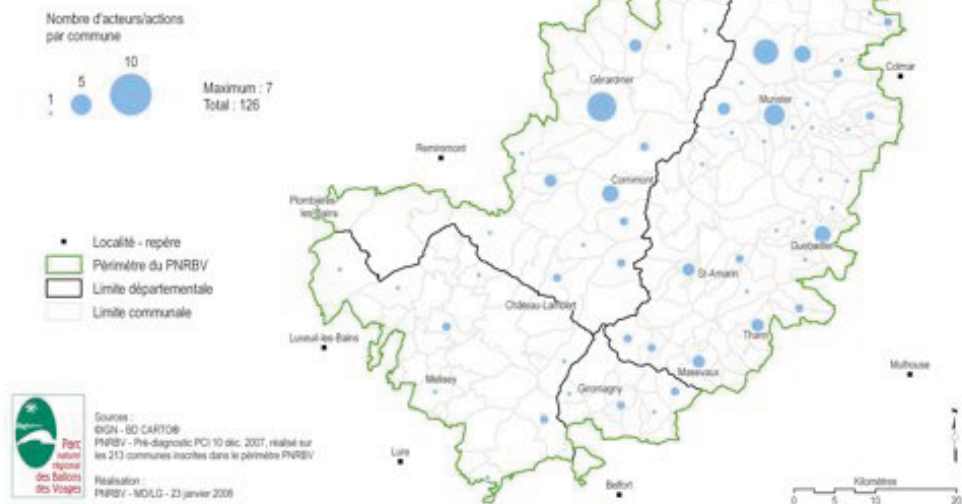 Nombre d'acteurs/actions
par commune
10
5
1
Maximum : 7
Total : 126
Colmar
Gérardmer
Munster
Remiremont
Cornimont
Plombières
les-Bains
Guebwiller
St-Amarin
Château-Lambert
Thann
Luxeuil-les-Bains
Masevaux
Mulhouse
Melisey
Giromagny
Lure
Belfort
Localité - repère
Périmètre du PNRBV
Limite départementale
Limite communale
Parc
naturel
régional
des Ballons
des Vosges
Sources :
©IGN - BD CARTO®
PNRBV - Pré-diagnostic PCI 10 déc. 2007, réalisé sur
les 213 communes inscrites dans le périmètre PNRBV
Réalisation :
PNRBV - MD/LG - 23 janvier 2008
Kilomètres
0 5 10 20